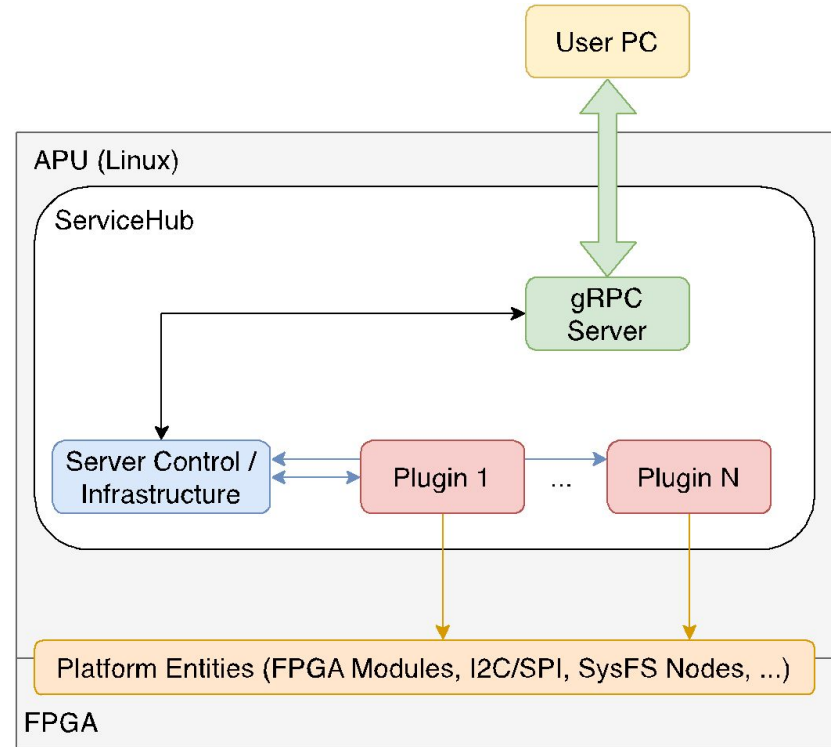 User PC
APU (Linux)
ServiceHub
gRPC
Server
Server Control /
Infrastructure
Plugin 1
...
Plugin N
Platform Entities (FPGA Modules, I2C/SPI, SysFS Nodes, ...)
FPGA